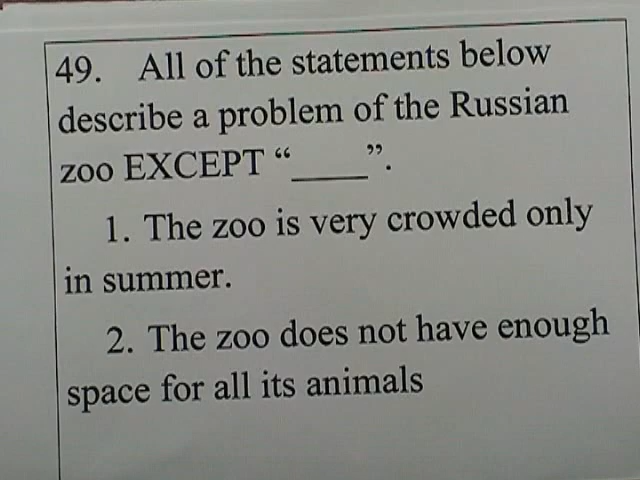 49. All of the statements below
describe a problem of the Russian
zoo EXCEPT “____”.
1. The zoo is very crowded only
in summer.
2. The zoo does not have enough
space for all its animals